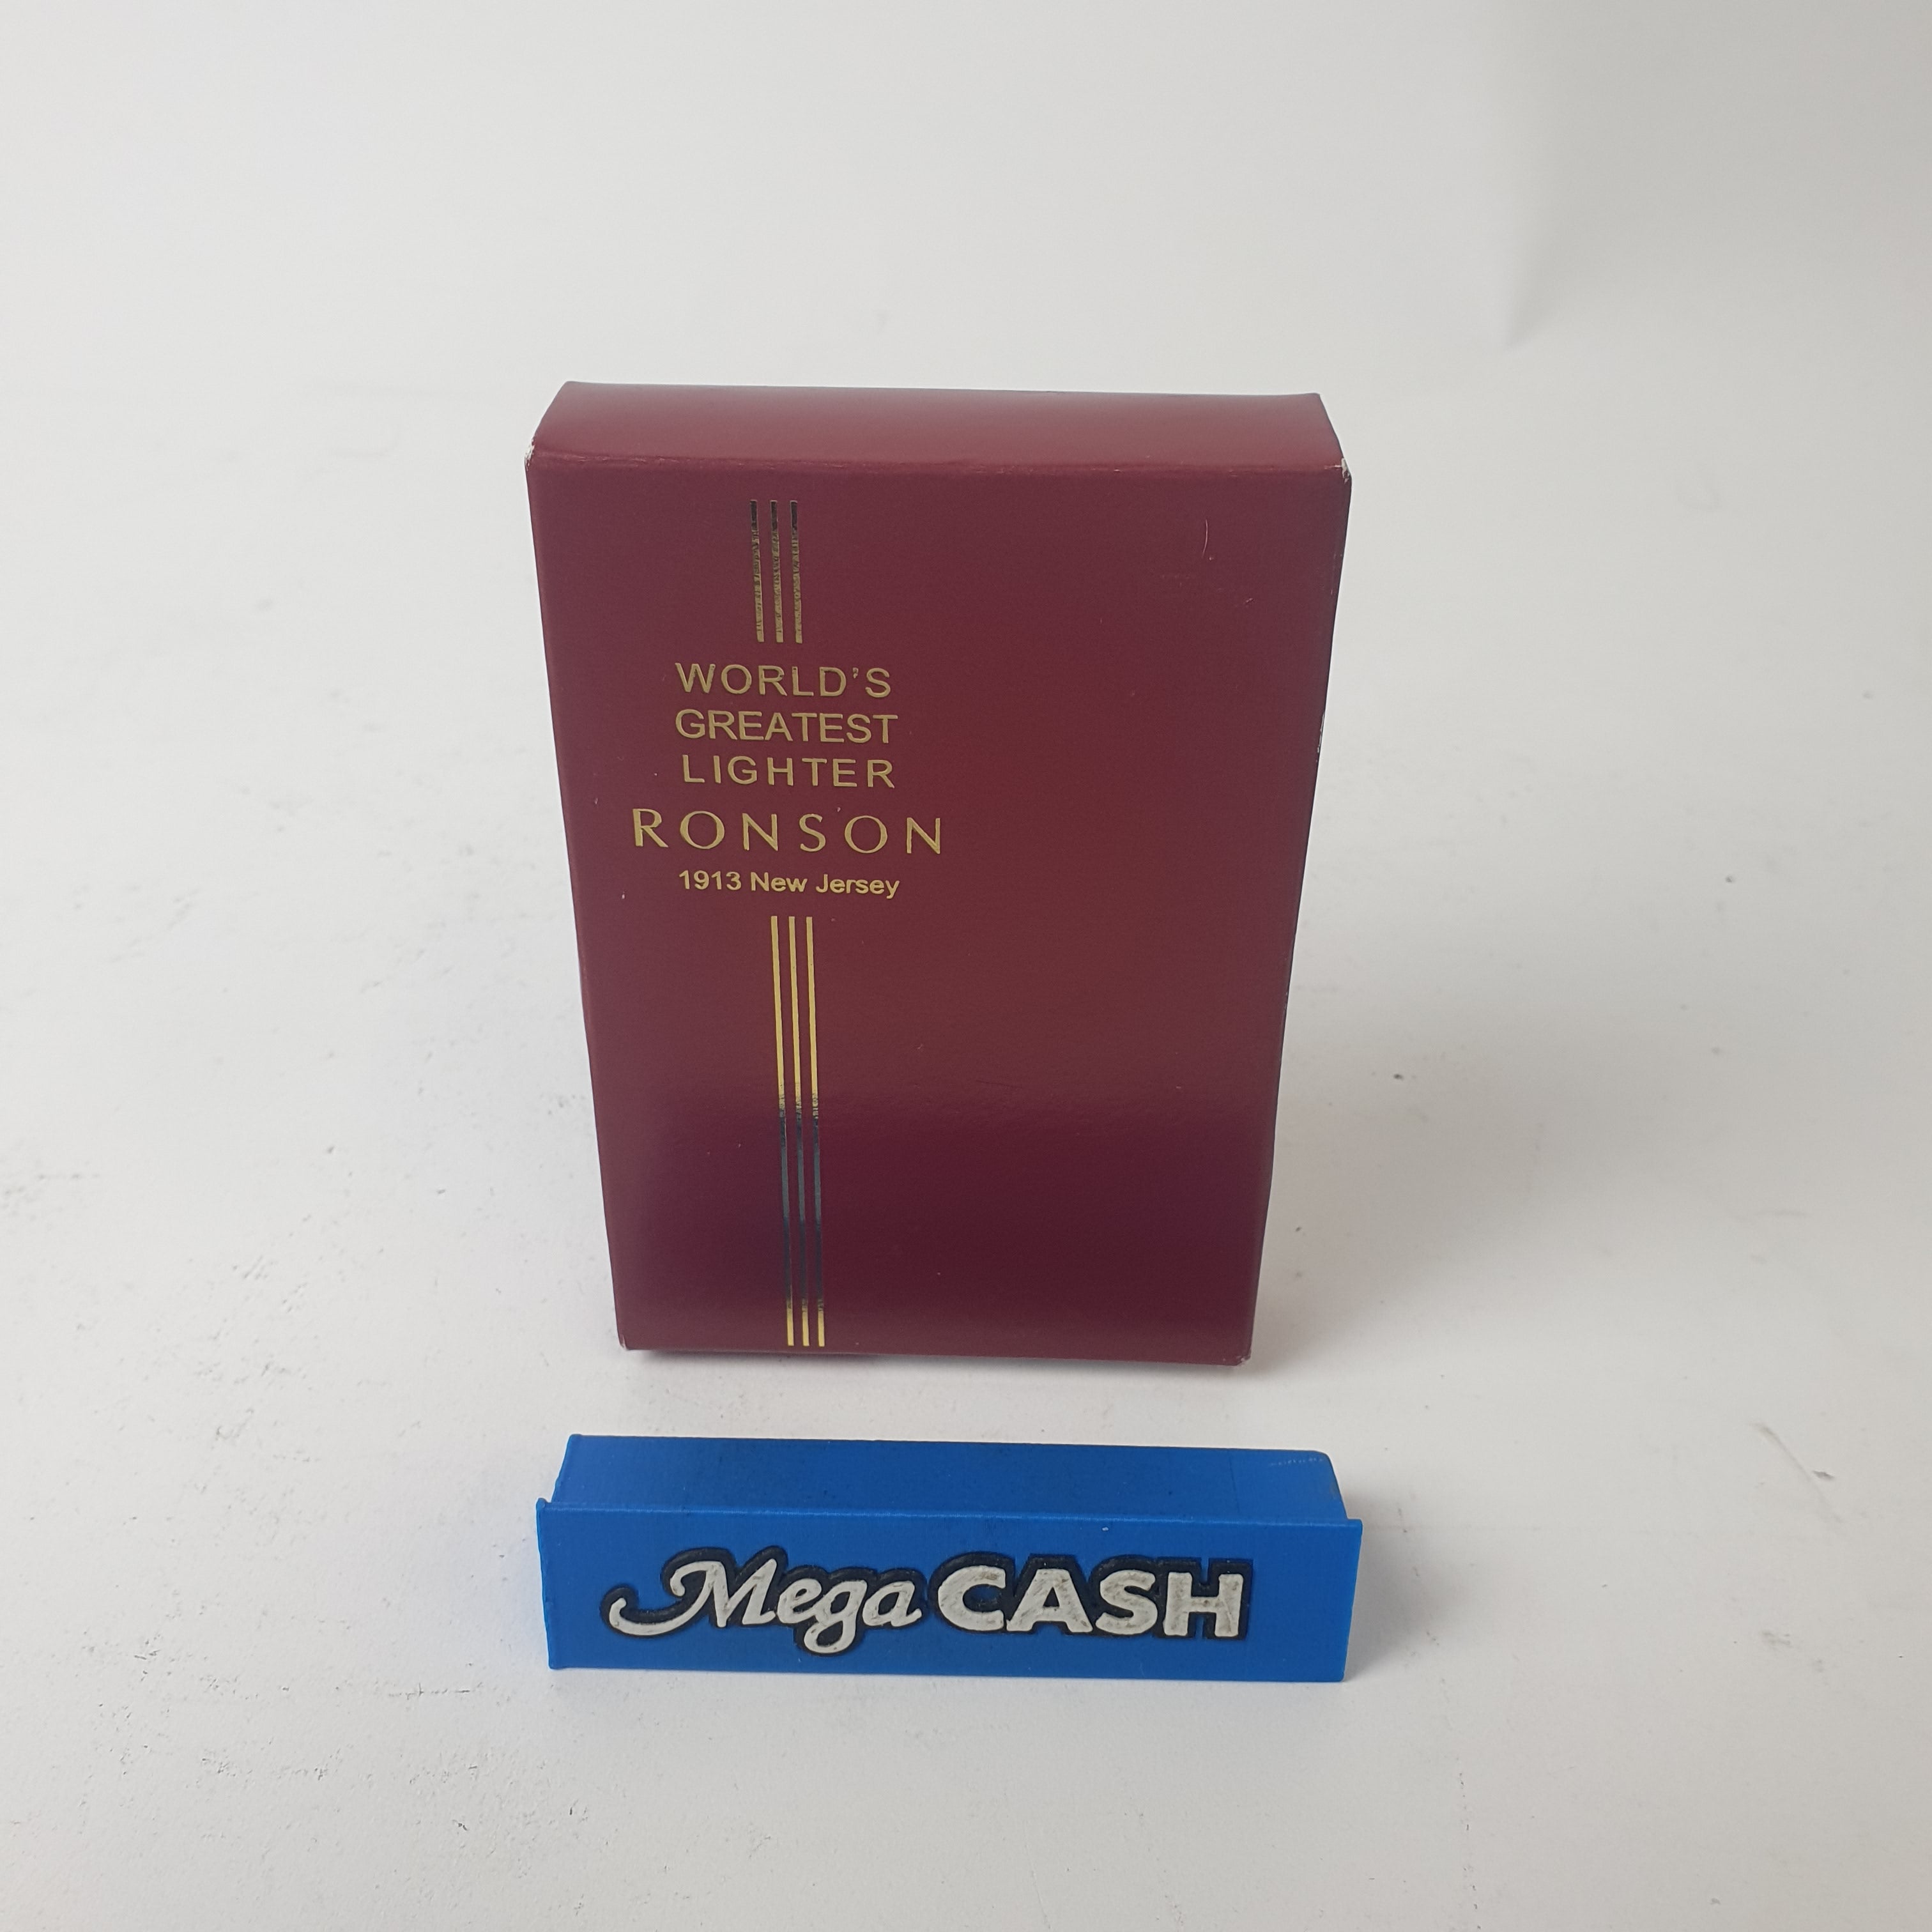 WORLD'S
GREATEST
LIGHTER
RONSON
1913 New Jersey
Mega CASH